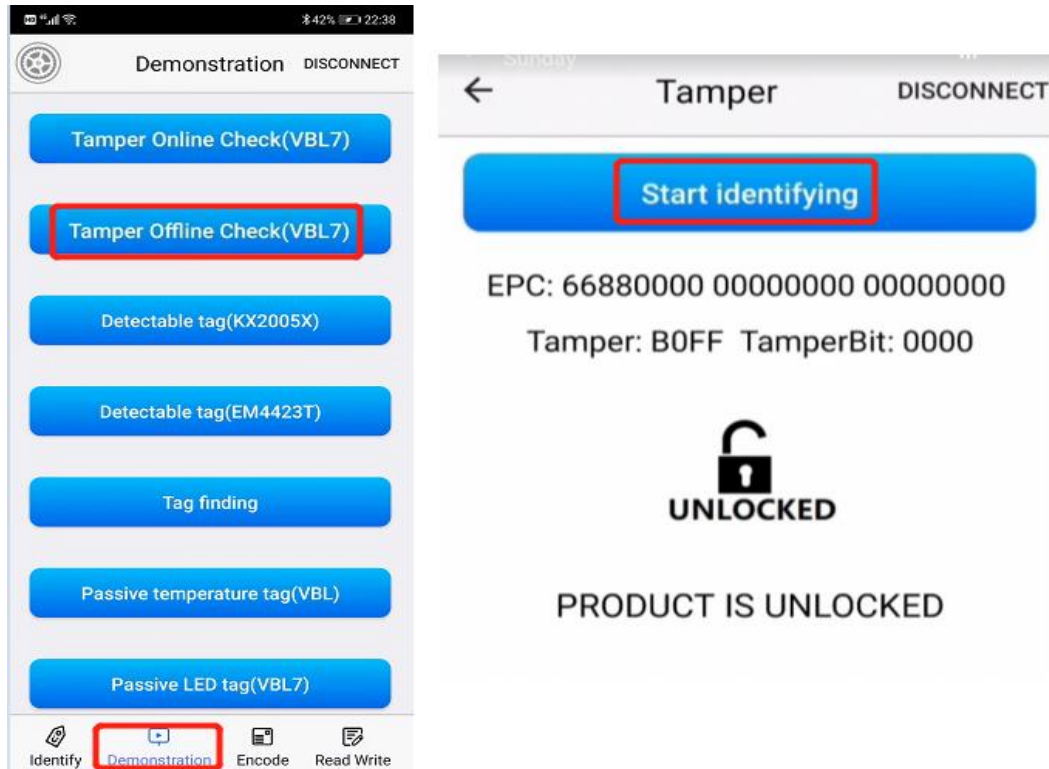 42% 22:38
Demonstration DISCONNECT
Tamper Online Check(VBL7)
Tamper Offline Check(VBL7)
Detectable tag(KX2005X)
Detectable tag(EM4423T)
Tag finding
Passive temperature tag(VBL)
Passive LED tag(VBL7)
Identify Demonstration Encode Read Write
Sunday
Tamper DISCONNECT
Start identifying
EPC: 66880000 00000000 00000000
Tamper: B0FF TamperBit: 0000
UNLOCKED
PRODUCT IS UNLOCKED